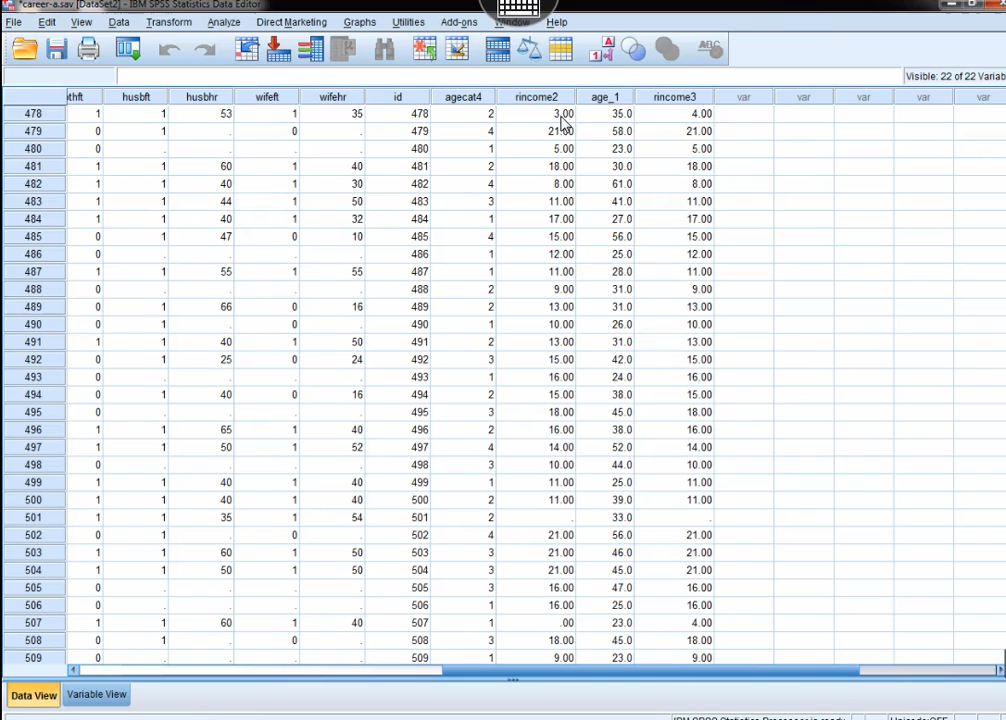 *career-a.sav [DataSet2] - IBM SPSS Statistics Data Editor
File Edit View Data Transform Analyze Direct Marketing Graphs Utilities Add-ons Window Help
Visible: 22 of 22 Variab
thft husbft husbhr wifeft wifehr id agecat4 rincome2 age_1 rincome3 var var var var var
478 1 1 53 1 35 478 2 3.00 35.0 4.00
479 0 1 . 0 . 479 4 21.00 58.0 21.00
480 0 . . . . 480 1 5.00 23.0 5.00
481 1 1 60 1 40 481 2 18.00 30.0 18.00
482 1 1 40 1 30 482 4 8.00 61.0 8.00
483 1 1 44 1 50 483 3 11.00 41.0 11.00
484 1 1 40 1 32 484 1 17.00 27.0 17.00
485 0 1 47 0 10 485 4 15.00 56.0 15.00
486 0 . . . . 486 1 12.00 25.0 12.00
487 1 1 55 1 55 487 1 11.00 28.0 11.00
488 0 . . . . 488 2 9.00 31.0 9.00
489 0 1 66 0 16 489 2 13.00 31.0 13.00
490 0 1 . 0 . 490 1 10.00 26.0 10.00
491 1 1 40 1 50 491 2 13.00 31.0 13.00
492 0 1 25 0 24 492 3 15.00 42.0 15.00
493 0 . . . . 493 1 16.00 24.0 16.00
494 0 1 40 0 16 494 2 15.00 38.0 15.00
495 0 . . . . 495 3 18.00 45.0 18.00
496 1 1 65 1 40 496 2 16.00 38.0 16.00
497 1 1 50 1 52 497 4 14.00 52.0 14.00
498 0 . . . . 498 3 10.00 44.0 10.00
499 1 1 40 1 40 499 1 11.00 25.0 11.00
500 1 1 40 1 40 500 2 11.00 39.0 11.00
501 1 1 35 1 54 501 2 . 33.0 .
502 0 1 . 0 . 502 4 21.00 56.0 21.00
503 1 1 60 1 50 503 3 21.00 46.0 21.00
504 1 1 50 1 50 504 3 21.00 45.0 21.00
505 0 . . . . 505 3 16.00 47.0 16.00
506 0 . . . . 506 1 16.00 25.0 16.00
507 1 1 60 1 40 507 1 .00 23.0 4.00
508 0 1 . 0 . 508 3 18.00 45.0 18.00
509 0 . . . . 509 1 9.00 23.0 9.00
Data View Variable View